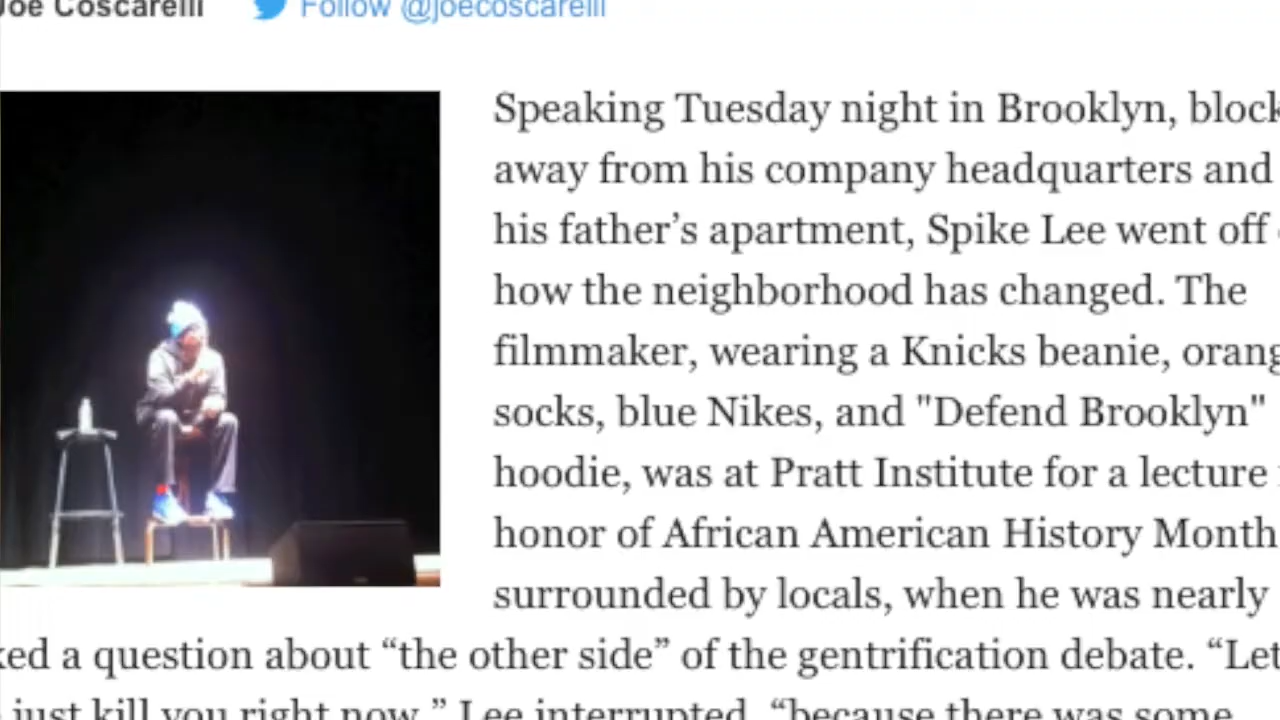 Joe Coscarelli Follow @joecoscarelli
Speaking Tuesday night in Brooklyn, block
away from his company headquarters and
his father’s apartment, Spike Lee went off
how the neighborhood has changed. The
filmmaker, wearing a Knicks beanie, orang
socks, blue Nikes, and "Defend Brooklyn"
hoodie, was at Pratt Institute for a lecture
honor of African American History Month
surrounded by locals, when he was nearly
ked a question about “the other side” of the gentrification debate. “Let
just kill you right now,” Lee interrupted, “because there was some